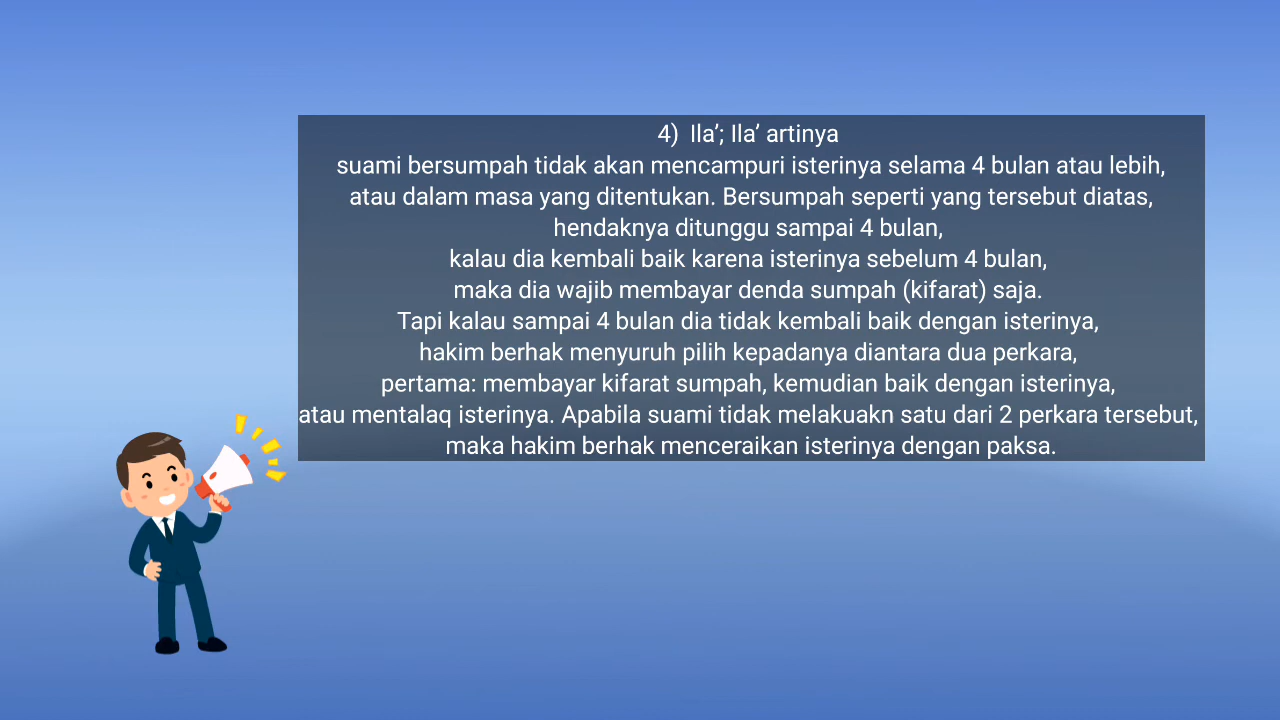 4)  Ila’; Ila’ artinya
suami bersumpah tidak akan mencampuri isterinya selama 4 bulan atau lebih,
atau dalam masa yang ditentukan. Bersumpah seperti yang tersebut diatas,
hendaknya ditunggu sampai 4 bulan,
kalau dia kembali baik karena isterinya sebelum 4 bulan,
maka dia wajib membayar denda sumpah (kifarat) saja.
Tapi kalau sampai 4 bulan dia tidak kembali baik dengan isterinya,
hakim berhak menyuruh pilih kepadanya diantara dua perkara,
pertama: membayar kifarat sumpah, kemudian baik dengan isterinya,
atau mentalaq isterinya. Apabila suami tidak melakuakn satu dari 2 perkara tersebut,
maka hakim berhak menceraikan isterinya dengan paksa.